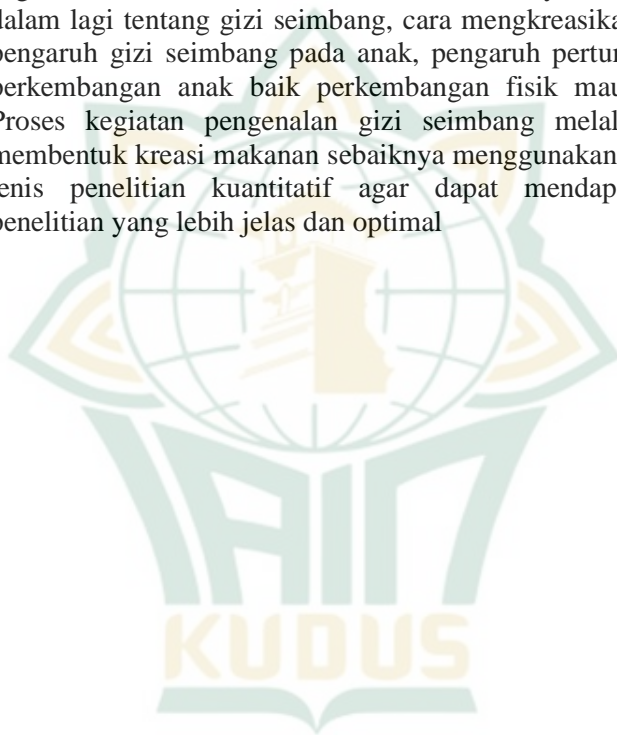 dalam lagi tentang gizi seimbang, cara mengkreasika
pengaruh gizi seimbang pada anak, pengaruh pertur
perkembangan anak baik perkembangan fisik mau
Proses kegiatan pengenalan gizi seimbang melal
membentuk kreasi makanan sebaiknya menggunakan
jenis penelitian kuantitatif agar dapat mendap
penelitian yang lebih jelas dan optimal
IAIN
KUDUS